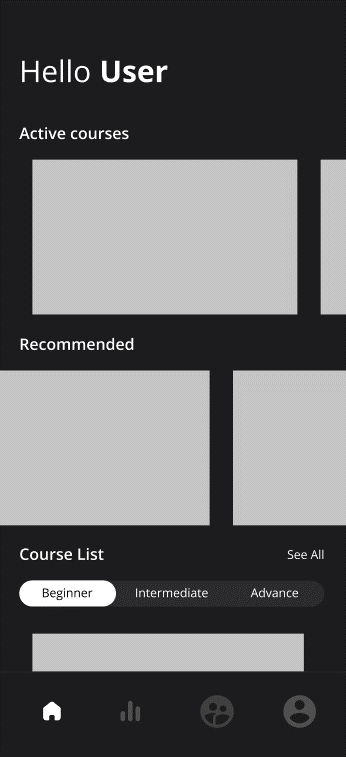 Hello User
Active courses
Recommended
Course List See All
Beginner Intermediate Advance